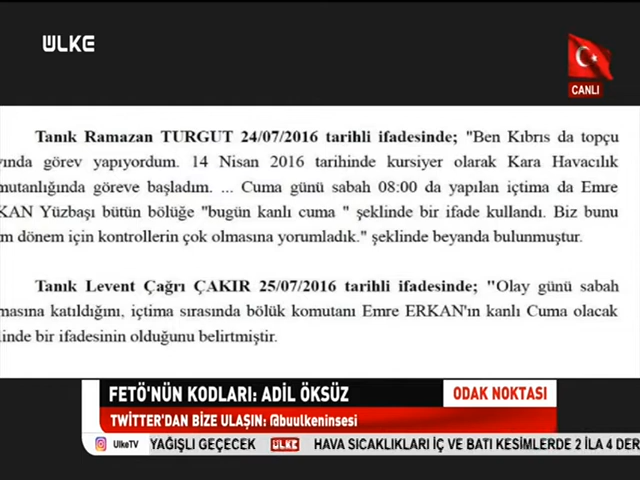 ÜLKE
CANLI
Tanık Ramazan TURGUT 24/07/2016 tarihli ifadesinde; "Ben Kıbrıs da topçu
yında görev yapıyordum. 14 Nisan 2016 tarihinde kursiyer olarak Kara Havacılık
mutanlığında göreve başladım. ... Cuma günü sabah 08:00 da yapılan içtima da Emre
KAN Yüzbaşı bütün bölüğe "bugün kanlı cuma " şeklinde bir ifade kullandı. Biz bunu
m dönem için kontrollerin çok olmasına yorumladık." şeklinde beyanda bulunmuştur.
Tanık Levent Çağrı ÇAKIR 25/07/2016 tarihli ifadesinde; "Olay günü sabah
masına katıldığını, içtima sırasında bölük komutanı Emre ERKAN'ın kanlı Cuma olacak
linde bir ifadesinin olduğunu belirtmiştir.
FETÖ'NÜN KODLARI: ADİL ÖKSÜZ
ODAK NOKTASI
TWITTER'DAN BİZE ULAŞIN: @buulkeninsesi
UlkeTV YAĞIŞLI GEÇECEK ÜLKE HAVA SICAKLIKLARI İÇ VE BATI KESİMLERDE 2 İLA 4 DER